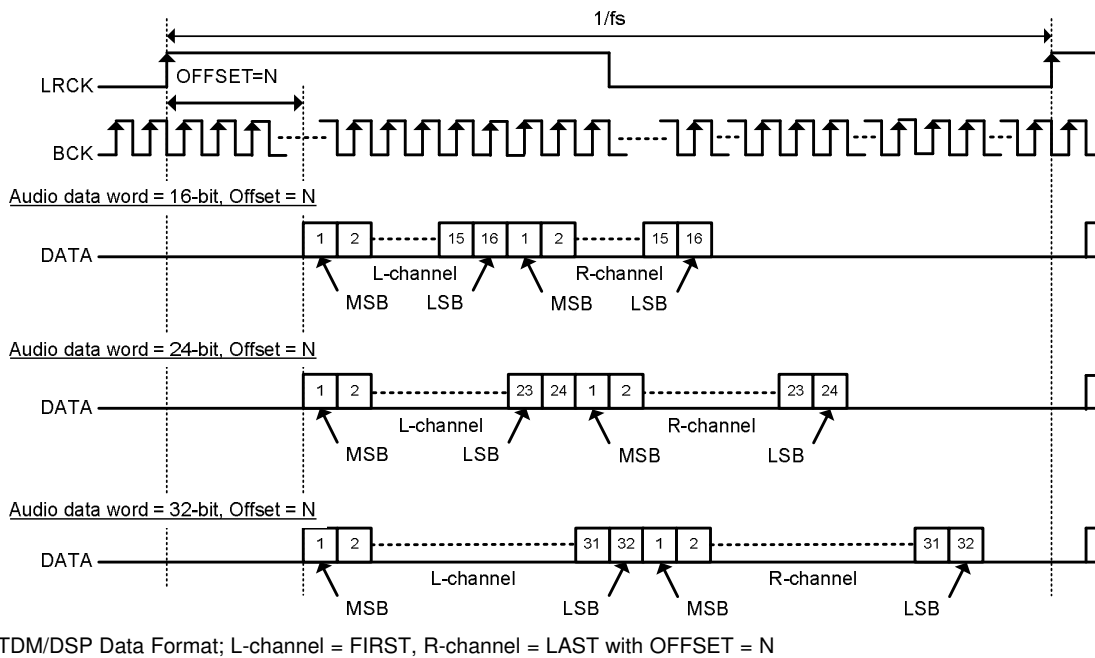 1/fs
LRCK
OFFSET=N
BCK
Audio data word = 16-bit, Offset = N
DATA
1 2 15 16 1 2 15 16
L-channel R-channel
MSB LSB MSB LSB
Audio data word = 24-bit, Offset = N
DATA
1 2 23 24 1 2 23 24
L-channel R-channel
MSB LSB MSB LSB
Audio data word = 32-bit, Offset = N
DATA
1 2 31 32 1 2 31 32
L-channel R-channel
MSB LSB MSB LSB
TDM/DSP Data Format; L-channel = FIRST, R-channel = LAST with OFFSET = N